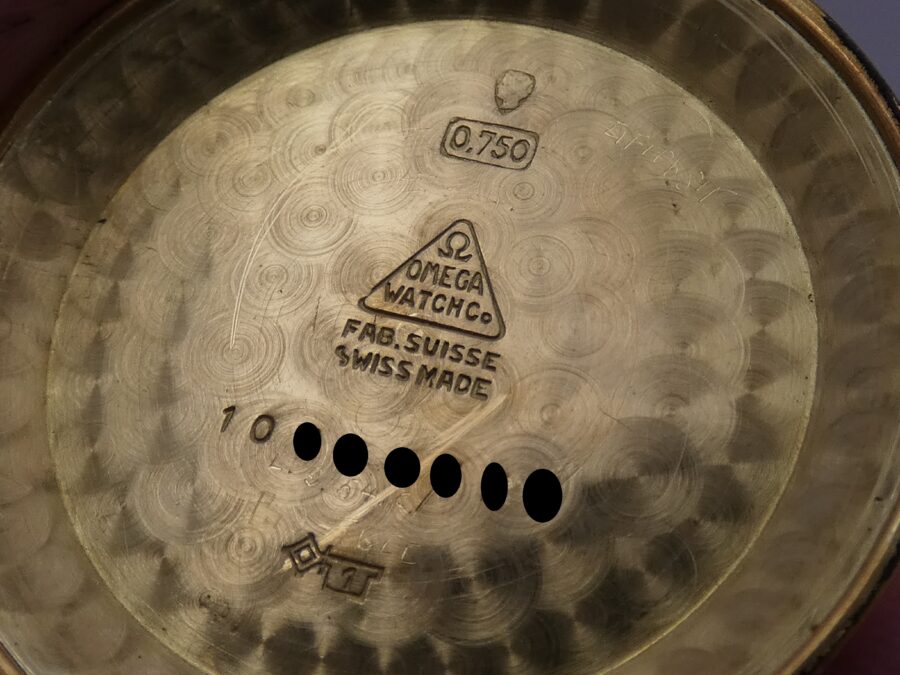 0.750
Ω
OMEGA
WATCH Co
FAB. SUISSE
SWISS MADE
10